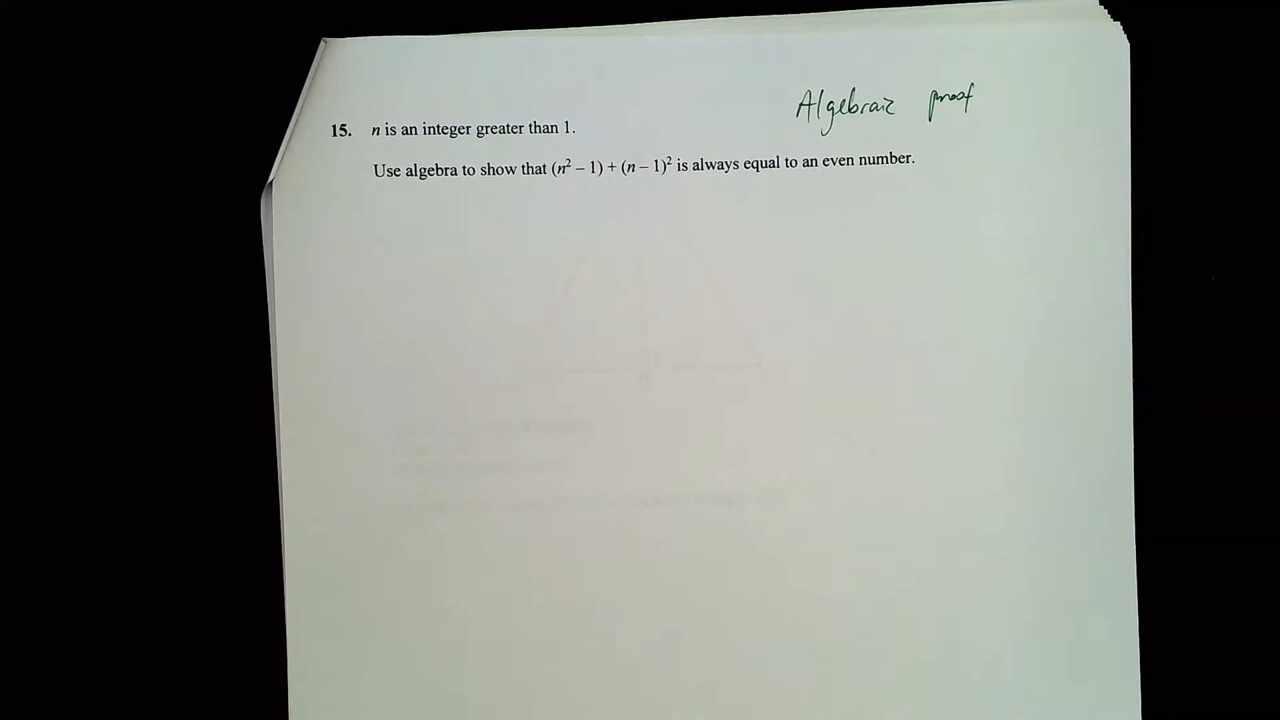 Algebraic proof
15. n is an integer greater than 1.
Use algebra to show that (n² – 1) + (n – 1)² is always equal to an even number.